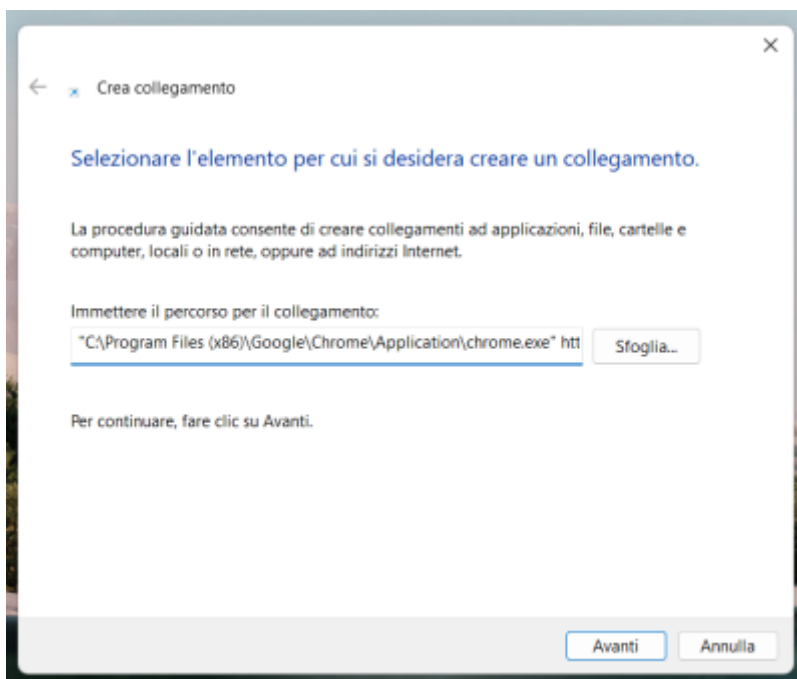 Crea collegamento
Selezionare l'elemento per cui si desidera creare un collegamento.
La procedura guidata consente di creare collegamenti ad applicazioni, file, cartelle e
computer, locali o in rete, oppure ad indirizzi Internet.
Immettere il percorso per il collegamento:
"C:\Program Files (x86)\Google\Chrome\Application\chrome.exe" htt
Sfoglia...
Per continuare, fare clic su Avanti.
Avanti
Annulla